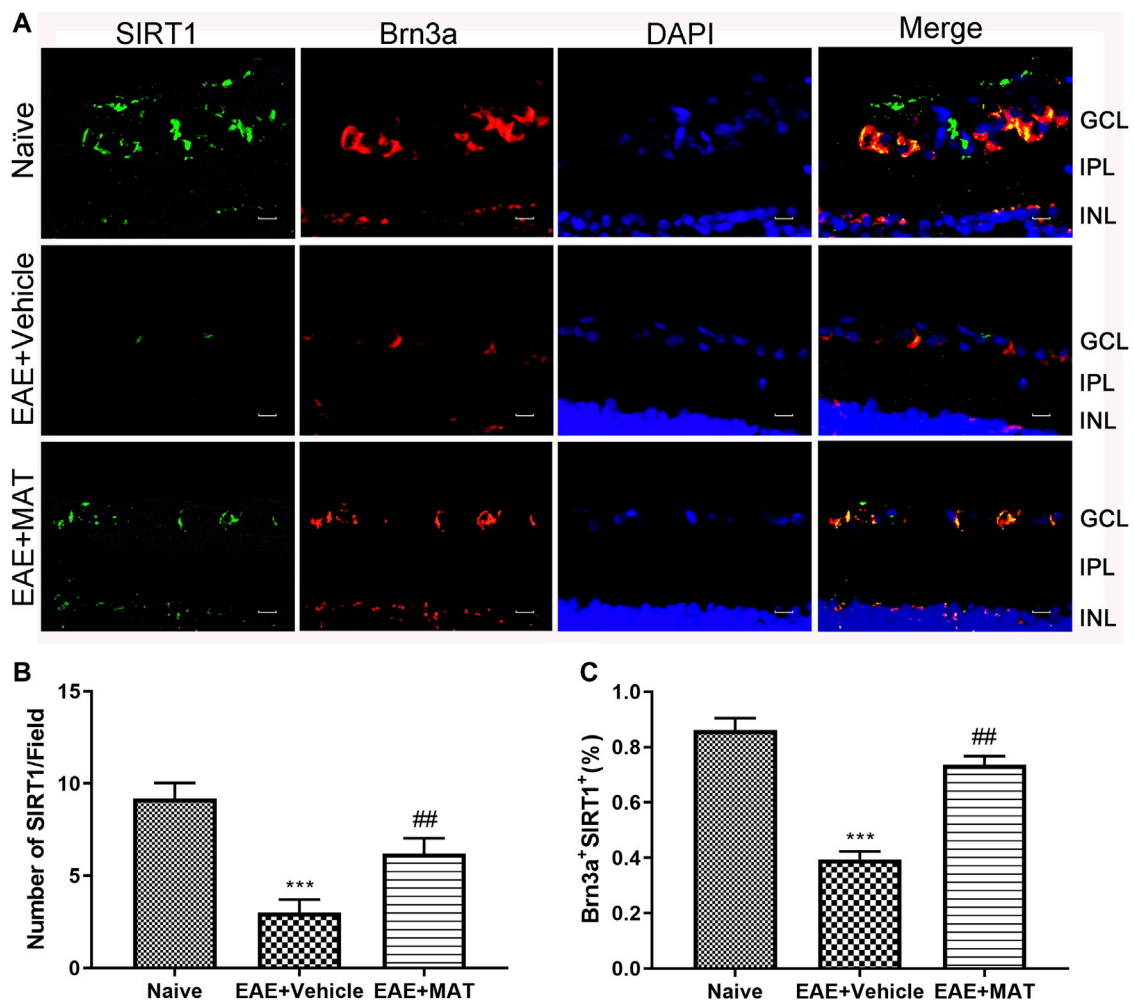 A
SIRT1 Brn3a DAPI Merge
Naïve
GCL
IPL
INL
EAE+Vehicle
GCL
IPL
INL
EAE+MAT
GCL
IPL
INL
B
Number of SIRT1/Field
15
10
5
0
***
##
Naive EAE+Vehicle EAE+MAT
C
Brn3a⁺SIRT1⁺(%)
1.0
0.8
0.6
0.4
0.2
0.0
***
##
Naive EAE+Vehicle EAE+MAT